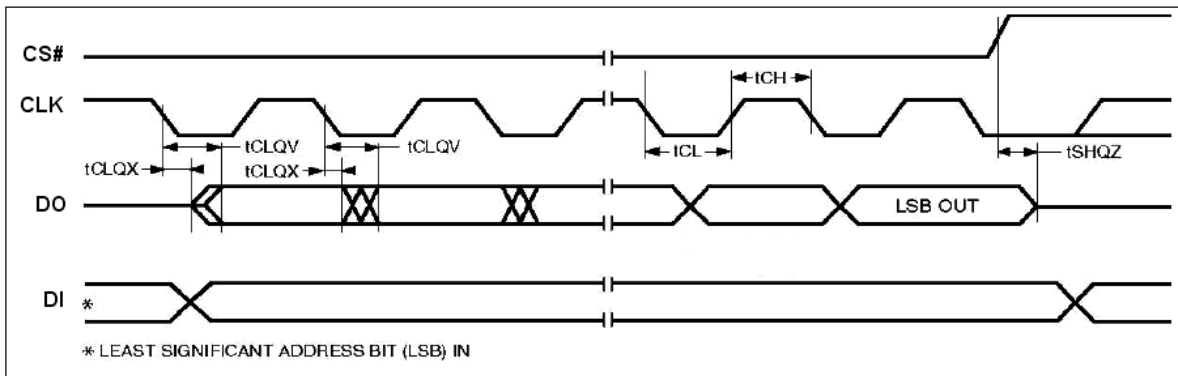 CS#
CLK
tCH
tCLQV
tCLQV
tCLQX
tCLQX
tCL
tSHQZ
DO
LSB OUT
DI
*
* LEAST SIGNIFICANT ADDRESS BIT (LSB) IN